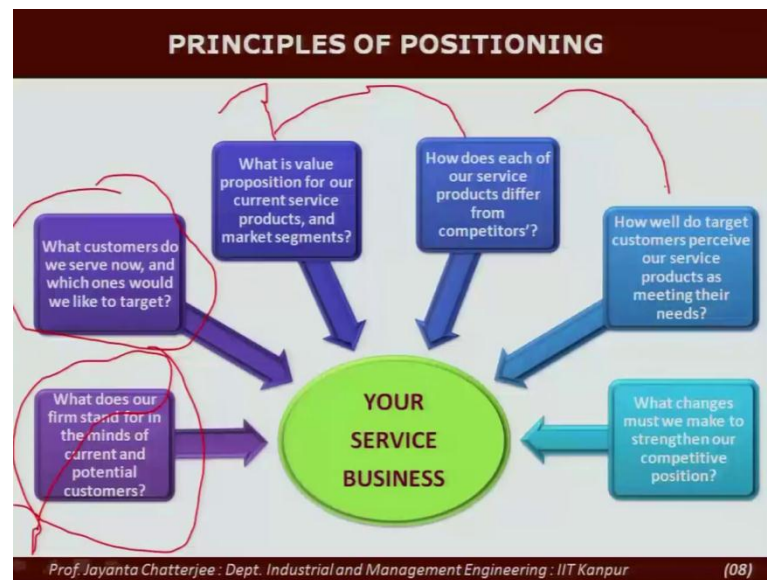 PRINCIPLES OF POSITIONING
What is value
proposition for our
current service
products, and
market segments?
How does each of
our service
products differ
from
competitors’?
What customers do
we serve now, and
which ones would
we like to target?
How well do target
customers perceive
our service
products as
meeting their
needs?
What does our
firm stand for in
the minds of
current and
potential
customers?
YOUR
SERVICE
BUSINESS
What changes
must we make to
strengthen our
competitive
position?
Prof. Jayanta Chatterjee : Dept. Industrial and Management Engineering : IIT Kanpur (08)